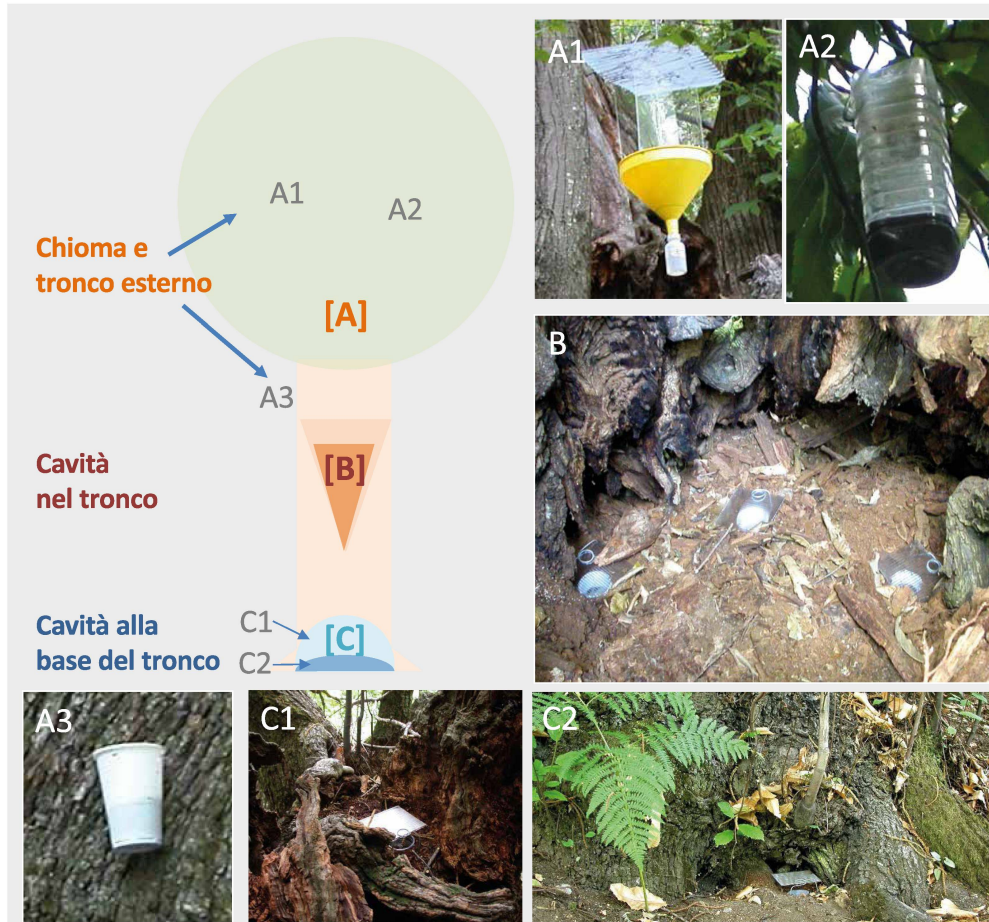 A1
A2
A1
A2
Chioma e
tronco esterno
[A]
A3
B
Cavità
nel tronco
[B]
Cavità alla
base del tronco
C1
[C]
C2
A3
C1
C2